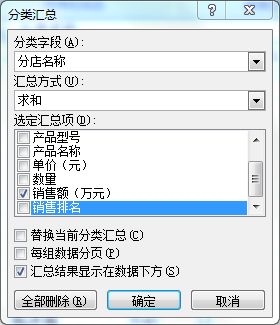 分类汇总
分类字段(A):
分店名称
汇总方式(U):
求和
选定汇总项(D):
产品型号
产品名称
单价（元）
数量
销售额（万元）
销售排名
替换当前分类汇总(C)
每组数据分页(P)
汇总结果显示在数据下方(S)
全部删除(R) 确定 取消